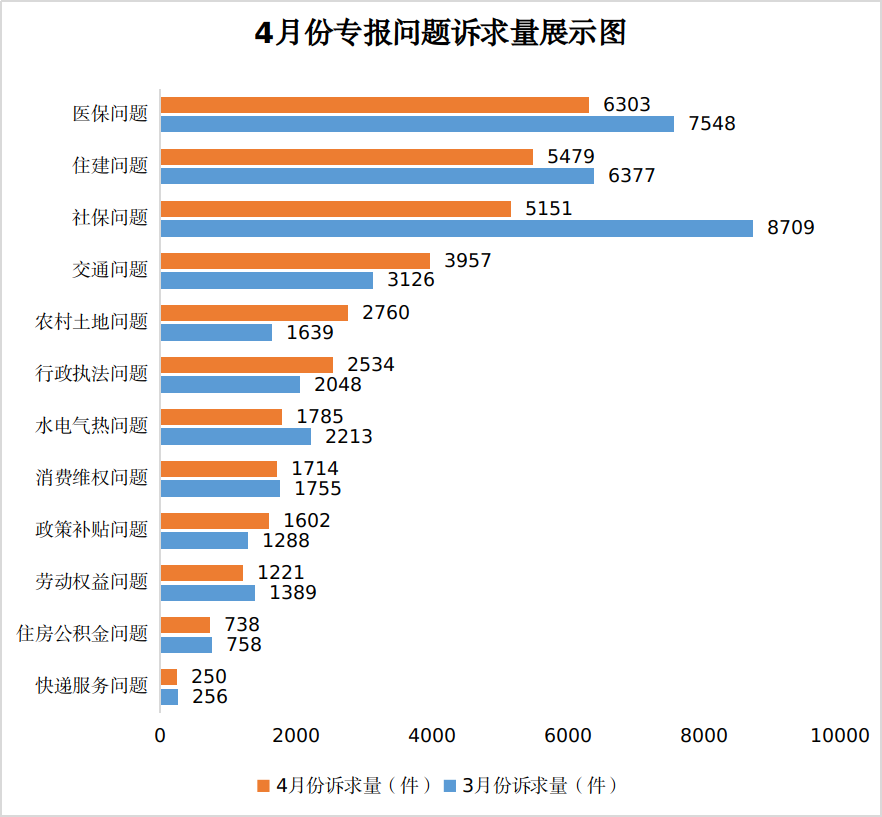 4月份专报问题诉求量展示图
医保问题
6303
7548
住建问题
5479
6377
社保问题
5151
8709
交通问题
3957
3126
农村土地问题
2760
1639
行政执法问题
2534
2048
水电气热问题
1785
2213
消费维权问题
1714
1755
政策补贴问题
1602
1288
劳动权益问题
1221
1389
住房公积金问题
738
758
快递服务问题
250
256
0 2000 4000 6000 8000 10000
4月份诉求量（件） 3月份诉求量（件）